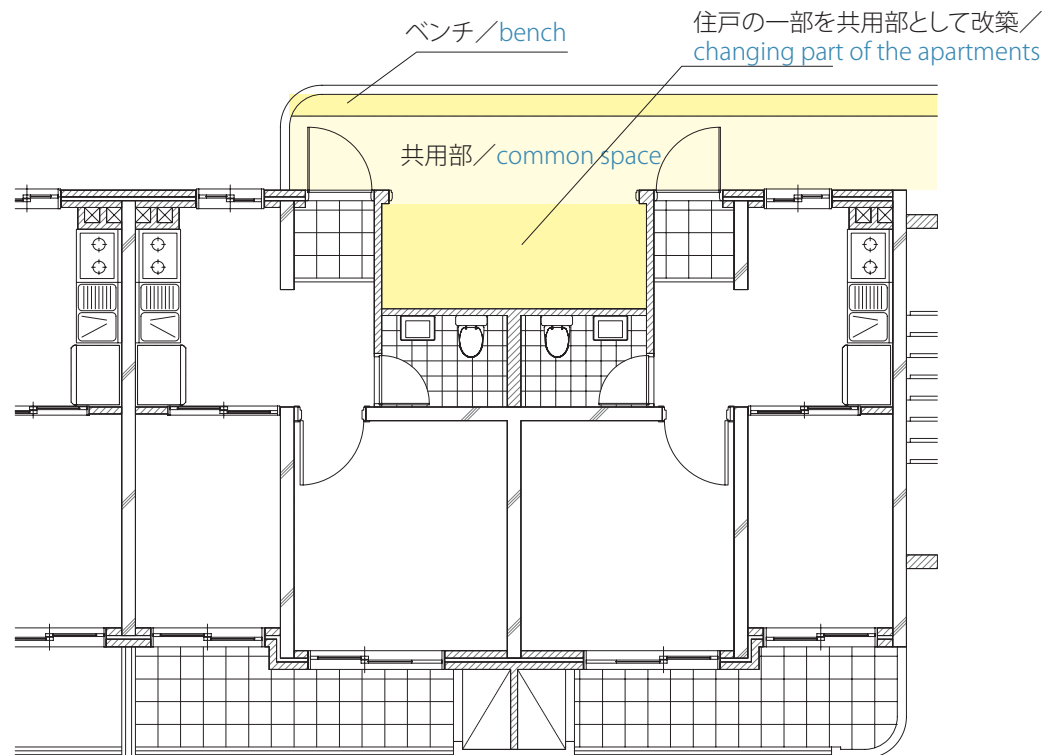 ベンチ／bench
住戸の一部を共用部として改築／
changing part of the apartments
共用部／common space